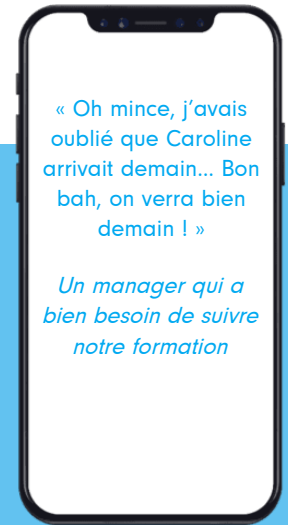 « Oh mince, j’avais
oublié que Caroline
arrivait demain... Bon
bah, on verra bien
demain ! »
Un manager qui a
bien besoin de suivre
notre formation